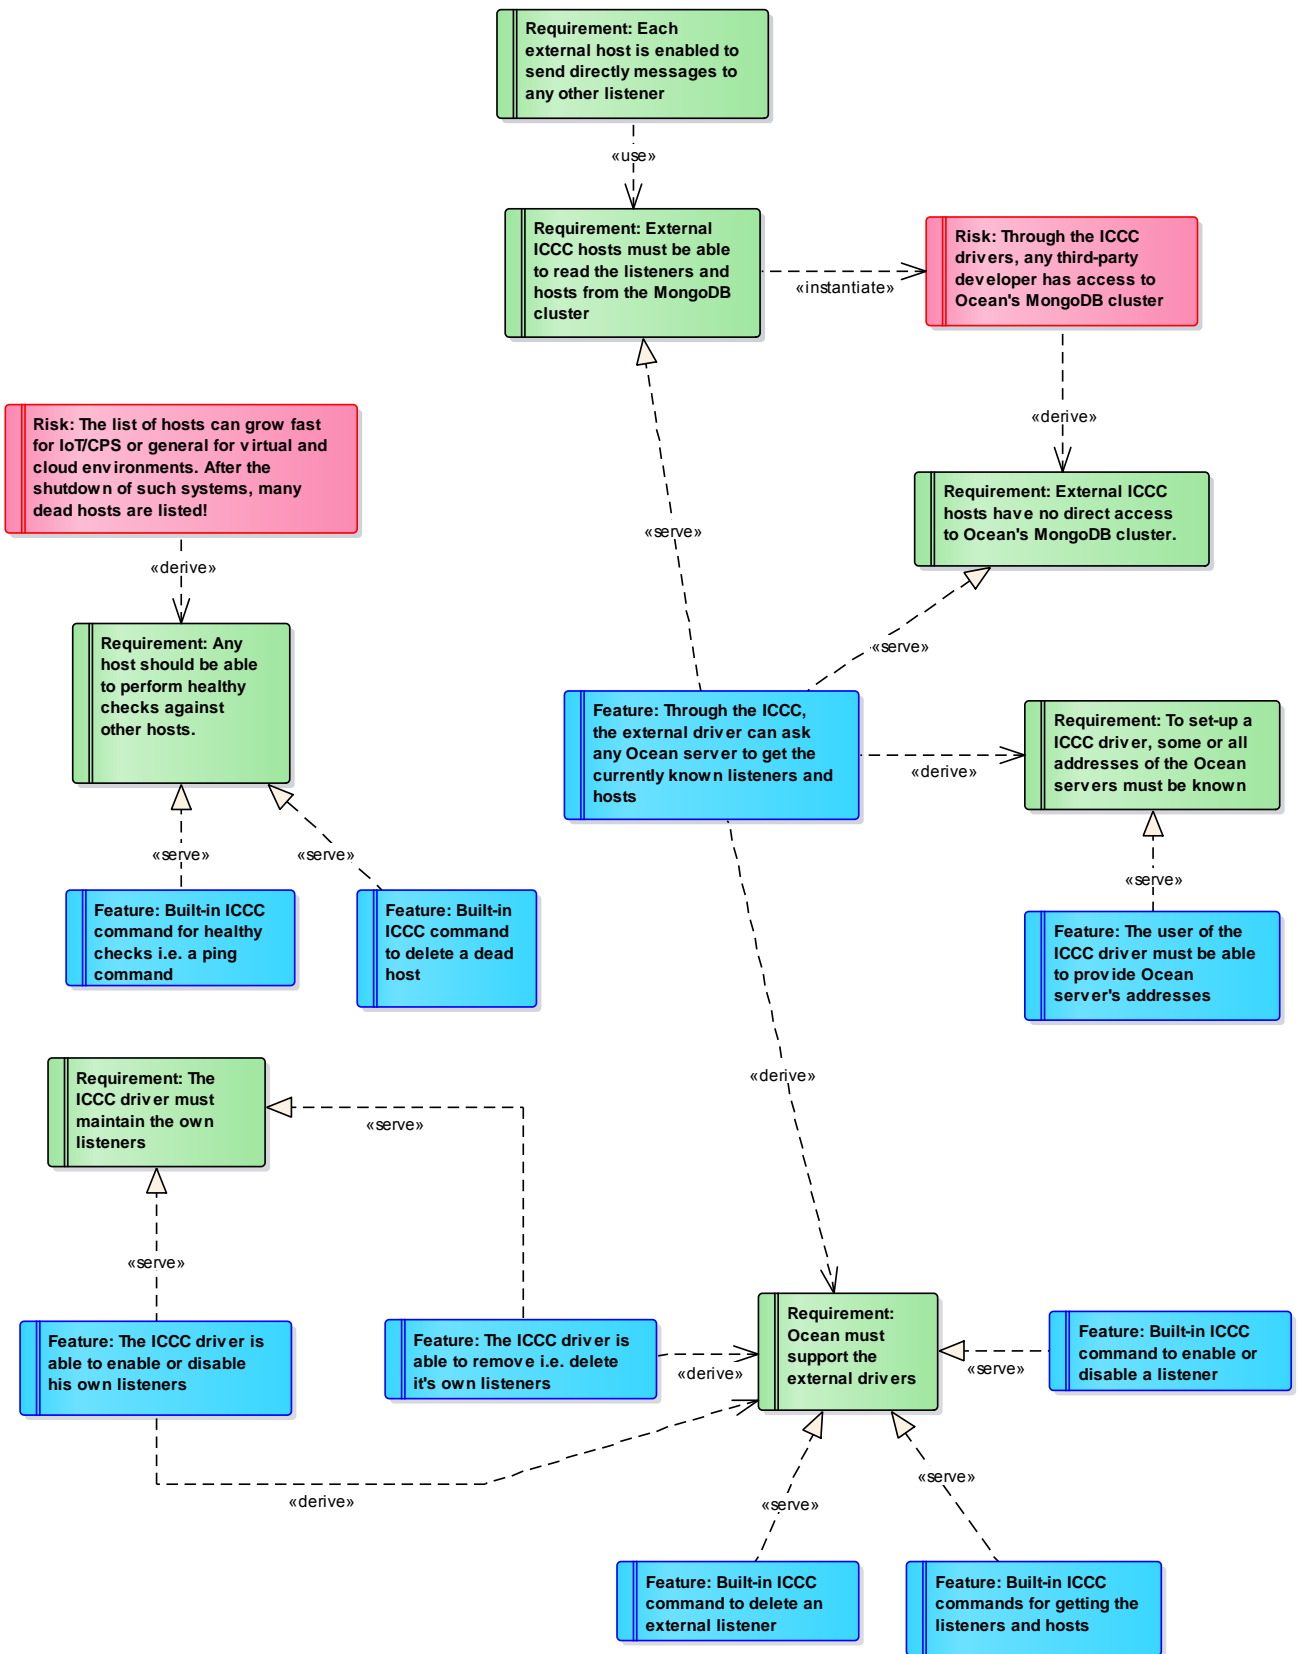 Requirement: Each
external host is enabled to
send directly messages to
any other listener
«use»
Requirement: External
ICCC hosts must be able
to read the listeners and
hosts from the MongoDB
cluster
«instantiate»
Risk: Through the ICCC
drivers, any third-party
developer has access to
Ocean's MongoDB cluster
«derive»
Risk: The list of hosts can grow fast
for IoT/CPS or general for virtual and
cloud environments. After the
shutdown of such systems, many
dead hosts are listed!
«derive»
Requirement: External ICCC
hosts have no direct access
to Ocean's MongoDB cluster.
«serve»
«serve»
Requirement: Any
host should be able
to perform healthy
checks against
other hosts.
Feature: Through the ICCC,
the external driver can ask
any Ocean server to get the
currently known listeners and
hosts
«derive»
Requirement: To set-up a
ICCC driver, some or all
addresses of the Ocean
servers must be known
«serve»
«serve»
«serve»
Feature: Built-in ICCC
command for healthy
checks i.e. a ping
command
Feature: Built-in
ICCC command
to delete a dead
host
Feature: The user of the
ICCC driver must be able
to provide Ocean
server's addresses
«derive»
Requirement: The
ICCC driver must
maintain the own
listeners
«serve»
«serve»
Feature: The ICCC driver is
able to enable or disable
his own listeners
Feature: The ICCC driver is
able to remove i.e. delete
it's own listeners
«derive»
Requirement:
Ocean must
support the
external drivers
«serve»
Feature: Built-in ICCC
command to enable or
disable a listener
«derive»
«serve»
«serve»
Feature: Built-in ICCC
command to delete an
external listener
Feature: Built-in ICCC
commands for getting the
listeners and hosts